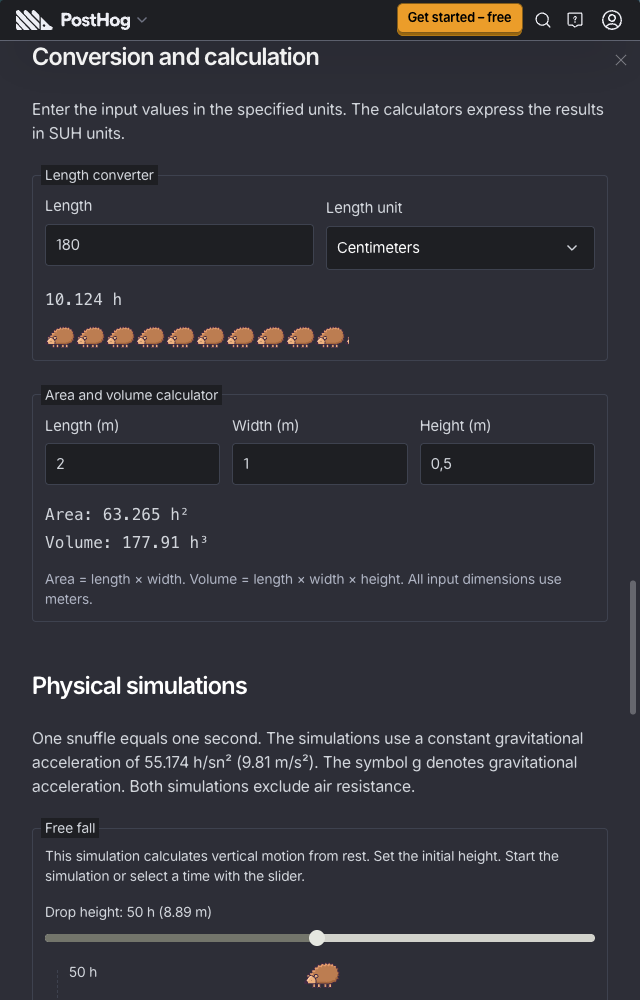 PostHog
Get started – free
Conversion and calculation
Enter the input values in the specified units. The calculators express the results
in SUH units.
Length converter
Length
Length unit
180
Centimeters
10.124 h
Area and volume calculator
Length (m)
Width (m)
Height (m)
2
1
0,5
Area: 63.265 h²
Volume: 177.91 h³
Area = length × width. Volume = length × width × height. All input dimensions use
meters.
Physical simulations
One snuffle equals one second. The simulations use a constant gravitational
acceleration of 55.174 h/sn² (9.81 m/s²). The symbol g denotes gravitational
acceleration. Both simulations exclude air resistance.
Free fall
This simulation calculates vertical motion from rest. Set the initial height. Start the
simulation or select a time with the slider.
Drop height: 50 h (8.89 m)
50 h